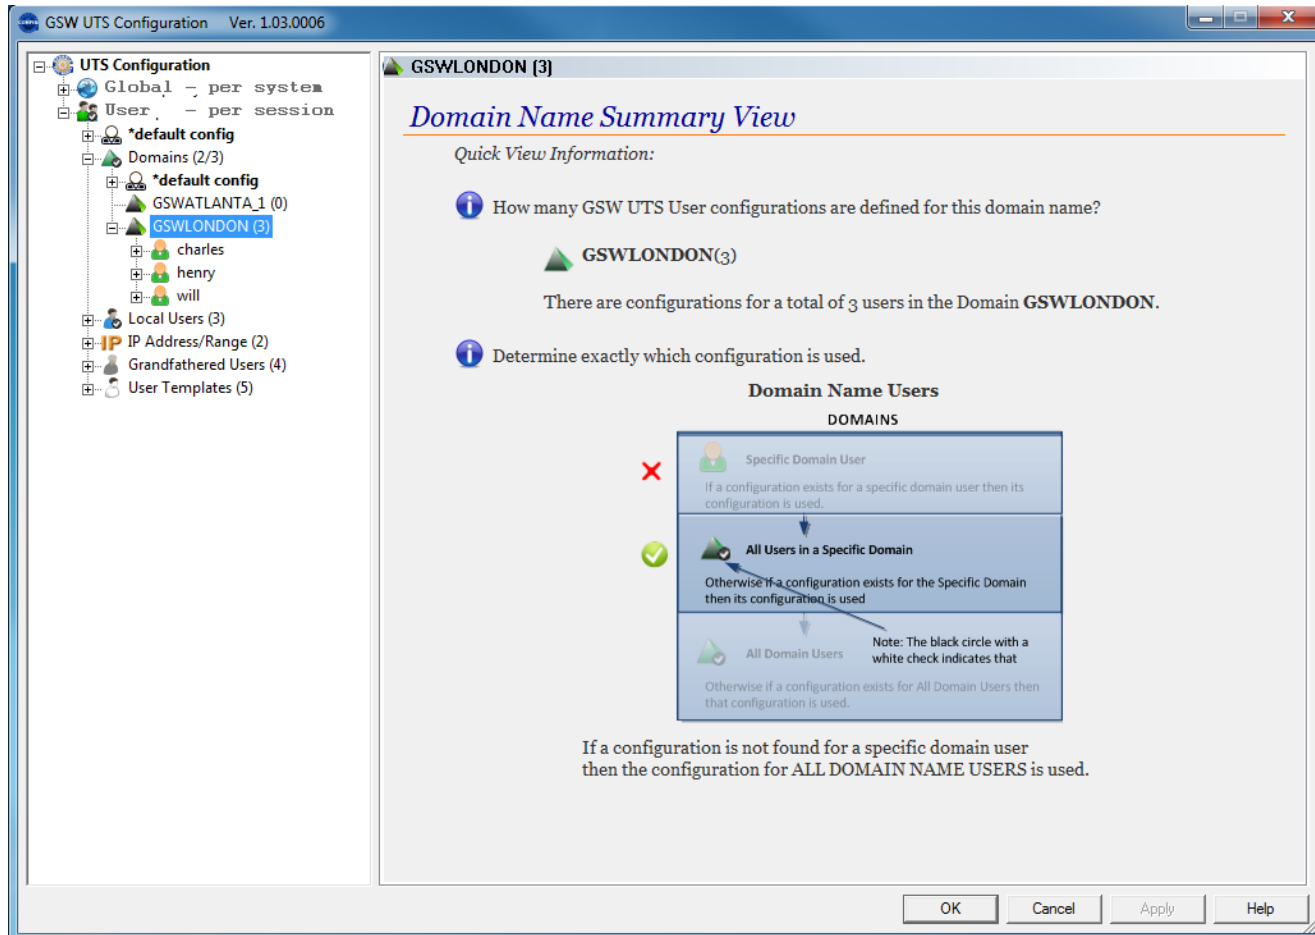 GSW UTS Configuration Ver. 1.03.0006
UTS Configuration
Global - per system
User - per session
*default config
Domains (2/3)
*default config
GSWATLANTA_1 (0)
GSWLONDON (3)
charles
henry
will
Local Users (3)
IP IP Address/Range (2)
Grandfathered Users (4)
User Templates (5)
GSWLONDON (3)
Domain Name Summary View
Quick View Information:
How many GSW UTS User configurations are defined for this domain name?
GSWLONDON(3)
There are configurations for a total of 3 users in the Domain GSWLONDON.
Determine exactly which configuration is used.
Domain Name Users
DOMAINS
Specific Domain User
If a configuration exists for a specific domain user then its
configuration is used.
All Users in a Specific Domain
Otherwise if a configuration exists for the Specific Domain
then its configuration is used
Note: The black circle with a
white check indicates that
All Domain Users
Otherwise if a configuration exists for All Domain Users then
that configuration is used.
If a configuration is not found for a specific domain user
then the configuration for ALL DOMAIN NAME USERS is used.
OK Cancel Apply Help